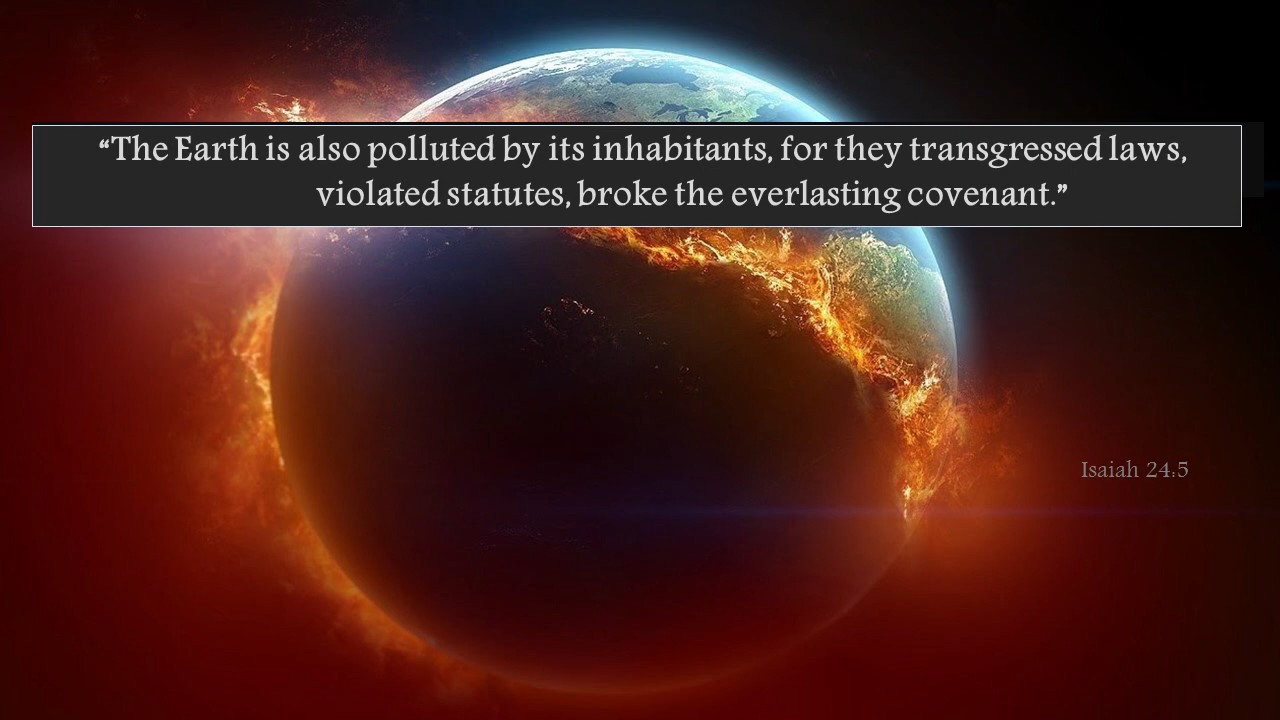 “The Earth is also polluted by its inhabitants, for they transgressed laws,
violated statutes, broke the everlasting covenant.”
Isaiah 24:5